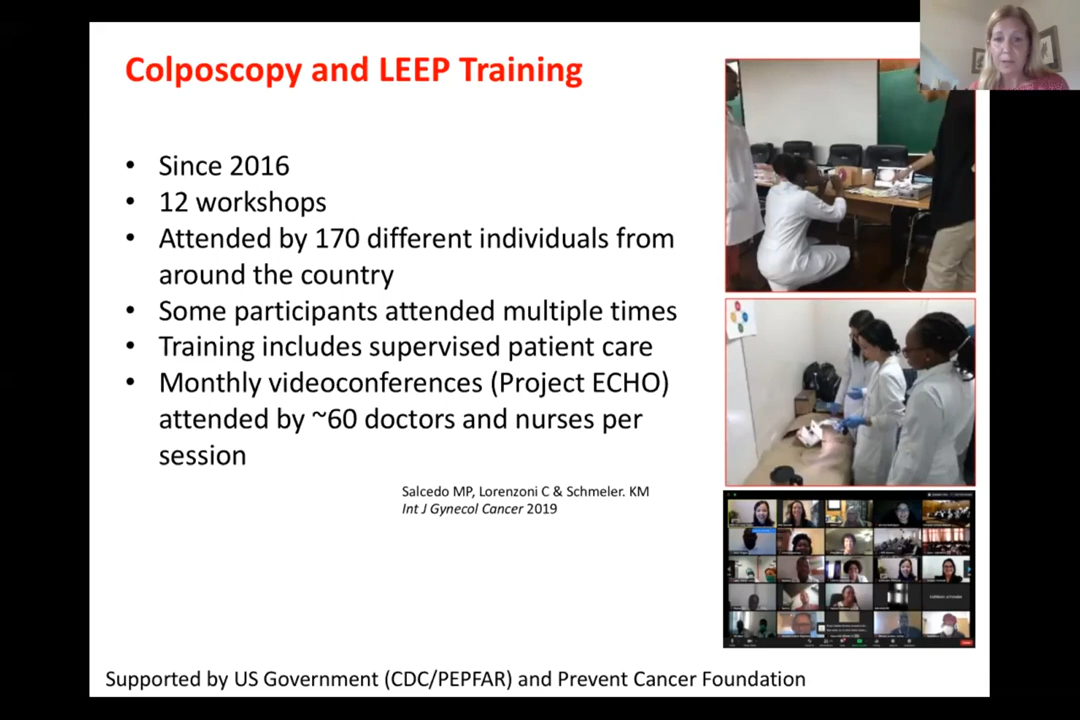 Colposcopy and LEEP Training
• Since 2016
• 12 workshops
• Attended by 170 different individuals from
around the country
• Some participants attended multiple times
• Training includes supervised patient care
• Monthly videoconferences (Project ECHO)
attended by ~60 doctors and nurses per
session
Salcedo MP, Lorenzoni C & Schmeler. KM
Int J Gynecol Cancer 2019
Supported by US Government (CDC/PEPFAR) and Prevent Cancer Foundation